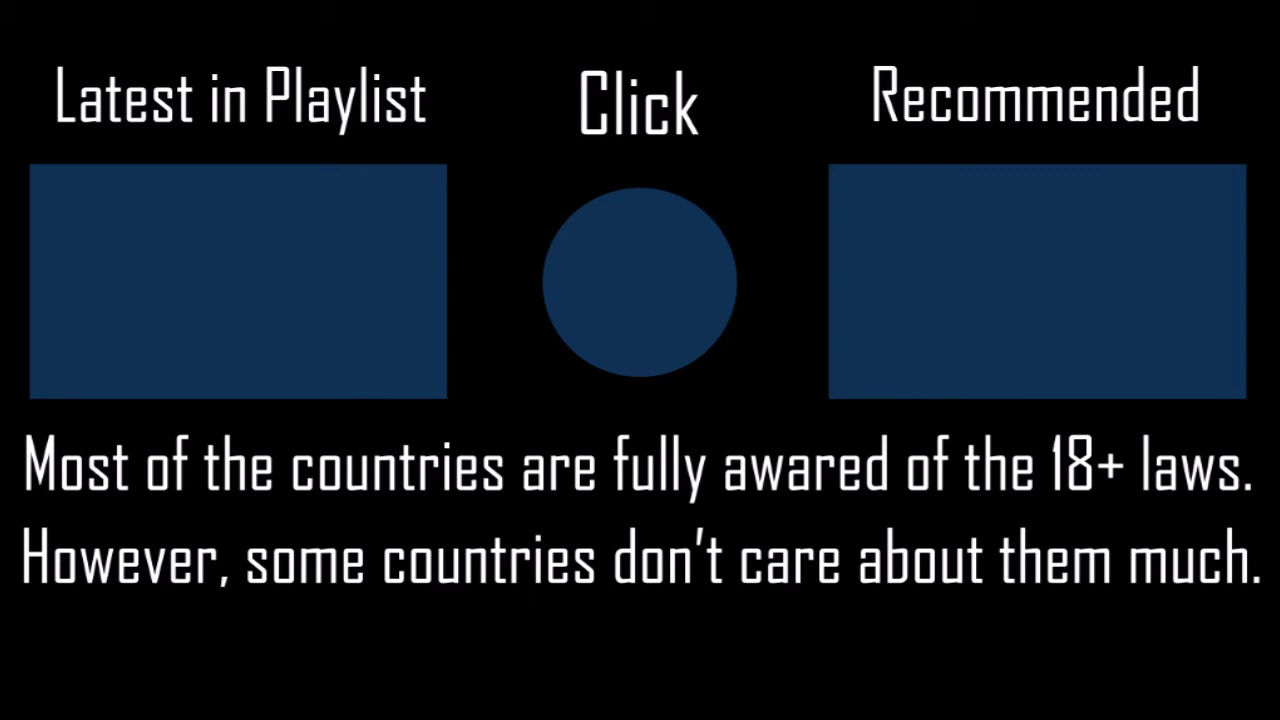 Latest in Playlist
Click
Recommended
Most of the countries are fully awared of the 18+ laws.
However, some countries don't care about them much.